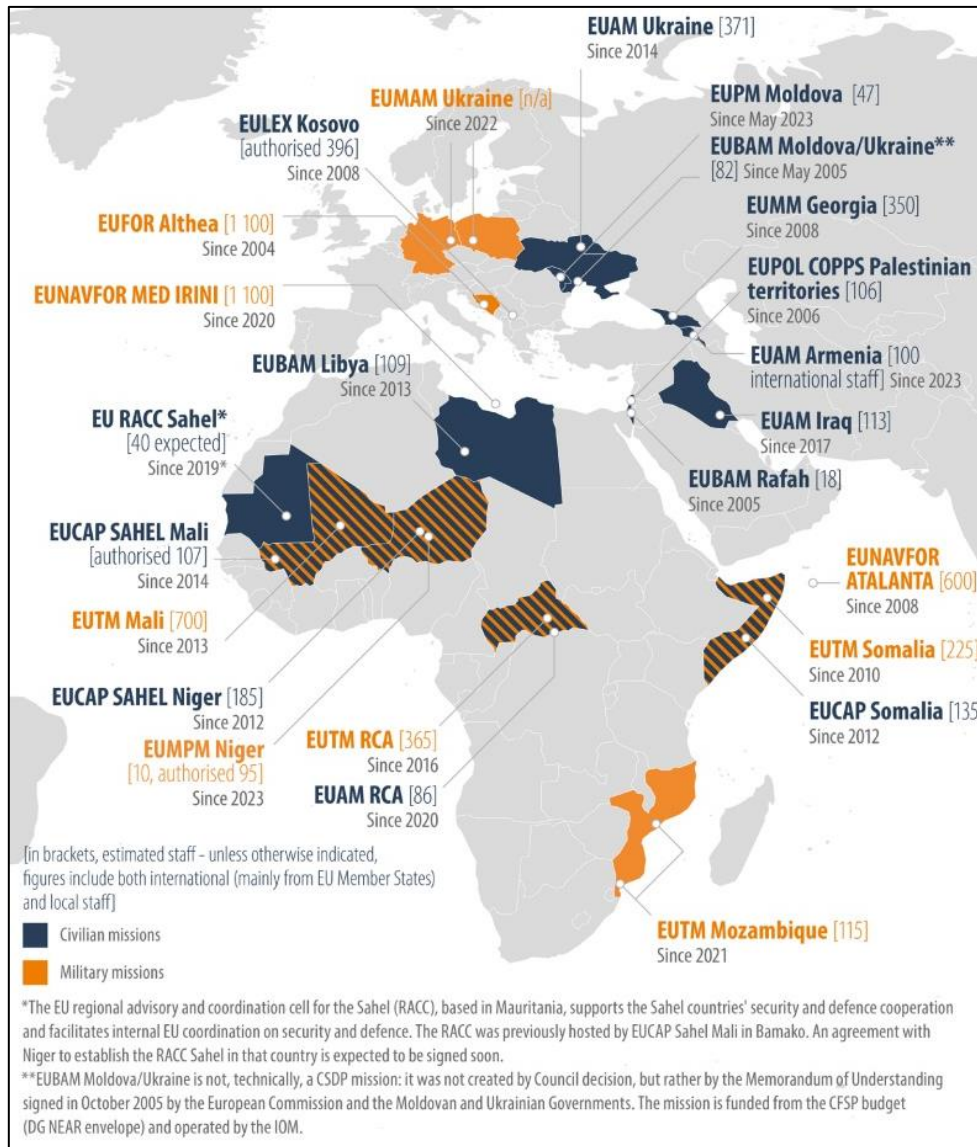 EUAM Ukraine [371]
Since 2014
EUMAM Ukraine [n/a]
Since 2022
EUPM Moldova [47]
Since May 2023
EULEX Kosovo
[authorised 396]
Since 2008
EUBAM Moldova/Ukraine**
[82] Since May 2005
EUFOR Althea [1 100]
Since 2004
EUMM Georgia [350]
Since 2008
EUNAVFOR MED IRINI [1 100]
Since 2020
EUPOL COPPS Palestinian
territories [106]
Since 2006
EUBAM Libya [109]
Since 2013
EUAM Armenia [100
international staff] Since 2023
EU RACC Sahel*
[40 expected]
Since 2019*
EUAM Iraq [113]
Since 2017
EUBAM Rafah [18]
Since 2005
EUCAP SAHEL Mali
[authorised 107]
Since 2014
EUNAVFOR
ATALANTA [600]
Since 2008
EUTM Mali [700]
Since 2013
EUTM Somalia [225]
Since 2010
EUCAP SAHEL Niger [185]
Since 2012
EUCAP Somalia [135
Since 2012
EUMPM Niger
[10, authorised 95]
Since 2023
EUTM RCA [365]
Since 2016
EUAM RCA [86]
Since 2020
[in brackets, estimated staff - unless otherwise indicated,
figures include both international (mainly from EU Member States)
and local staff]
Civilian missions
Military missions
EUTM Mozambique [115]
Since 2021
*The EU regional advisory and coordination cell for the Sahel (RACC), based in Mauritania, supports the Sahel countries' security and defence cooperation
and facilitates internal EU coordination on security and defence. The RACC was previously hosted by EUCAP Sahel Mali in Bamako. An agreement with
Niger to establish the RACC Sahel in that country is expected to be signed soon.
**EUBAM Moldova/Ukraine is not, technically, a CSDP mission: it was not created by Council decision, but rather by the Memorandum of Understanding
signed in October 2005 by the European Commission and the Moldovan and Ukrainian Governments. The mission is funded from the CFSP budget
(DG NEAR envelope) and operated by the IOM.